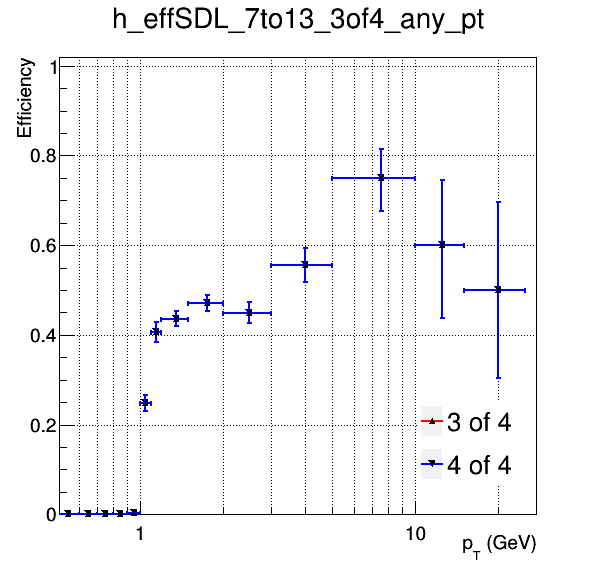 h_effSDL_7to13_3of4_any_pt
Efficiency
1
0.8
0.6
0.4
0.2
0
3 of 4
4 of 4
1
10
p_T (GeV)